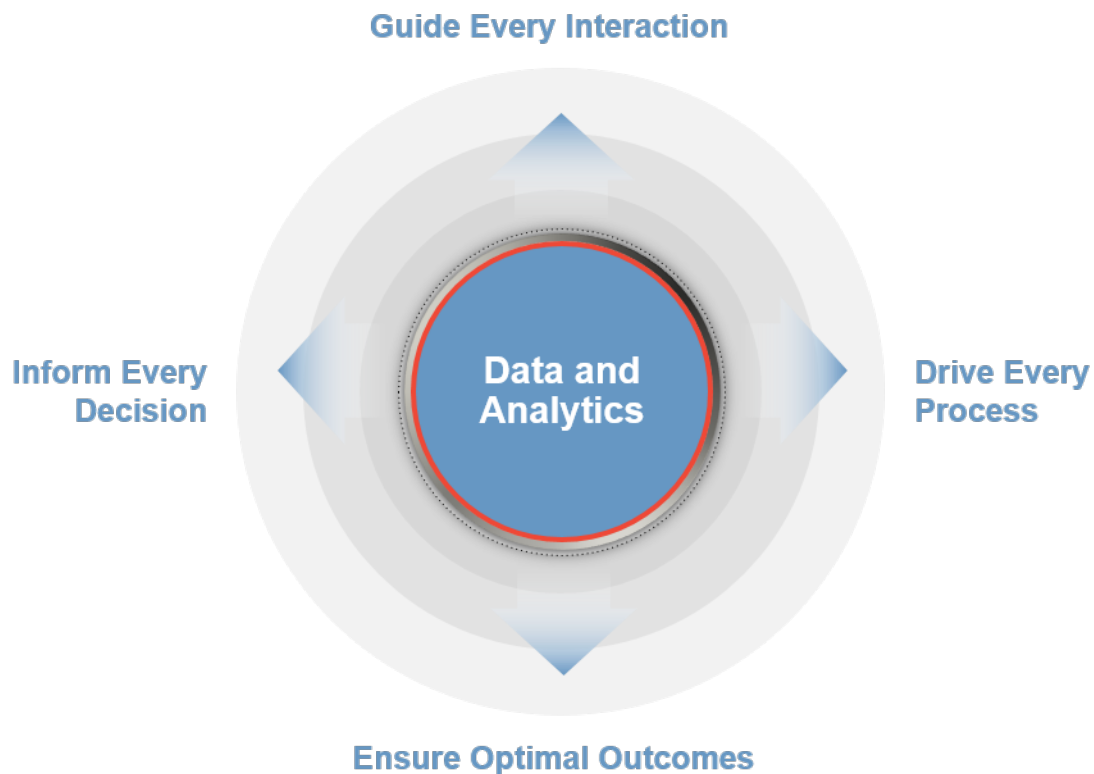 Guide Every Interaction
Inform Every
Decision
Data and
Analytics
Drive Every
Process
Ensure Optimal Outcomes